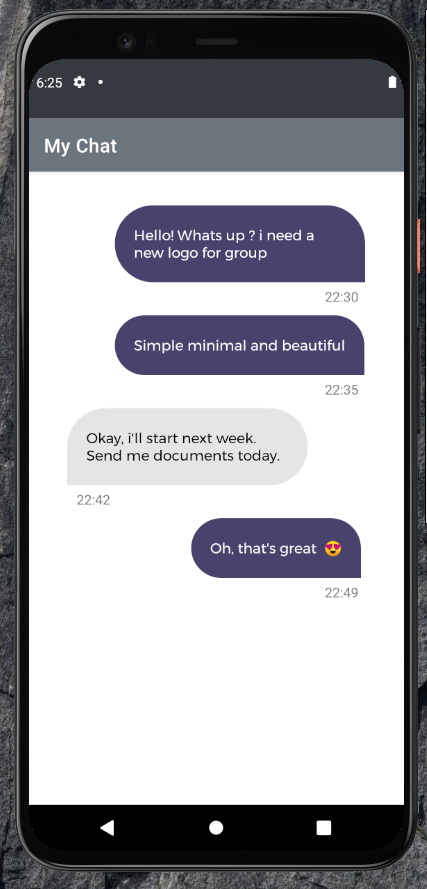 6:25
My Chat
Hello! Whats up ? i need a
new logo for group
22:30
Simple minimal and beautiful
22:35
Okay, i'll start next week.
Send me documents today.
22:42
Oh, that's great 😍
22:49